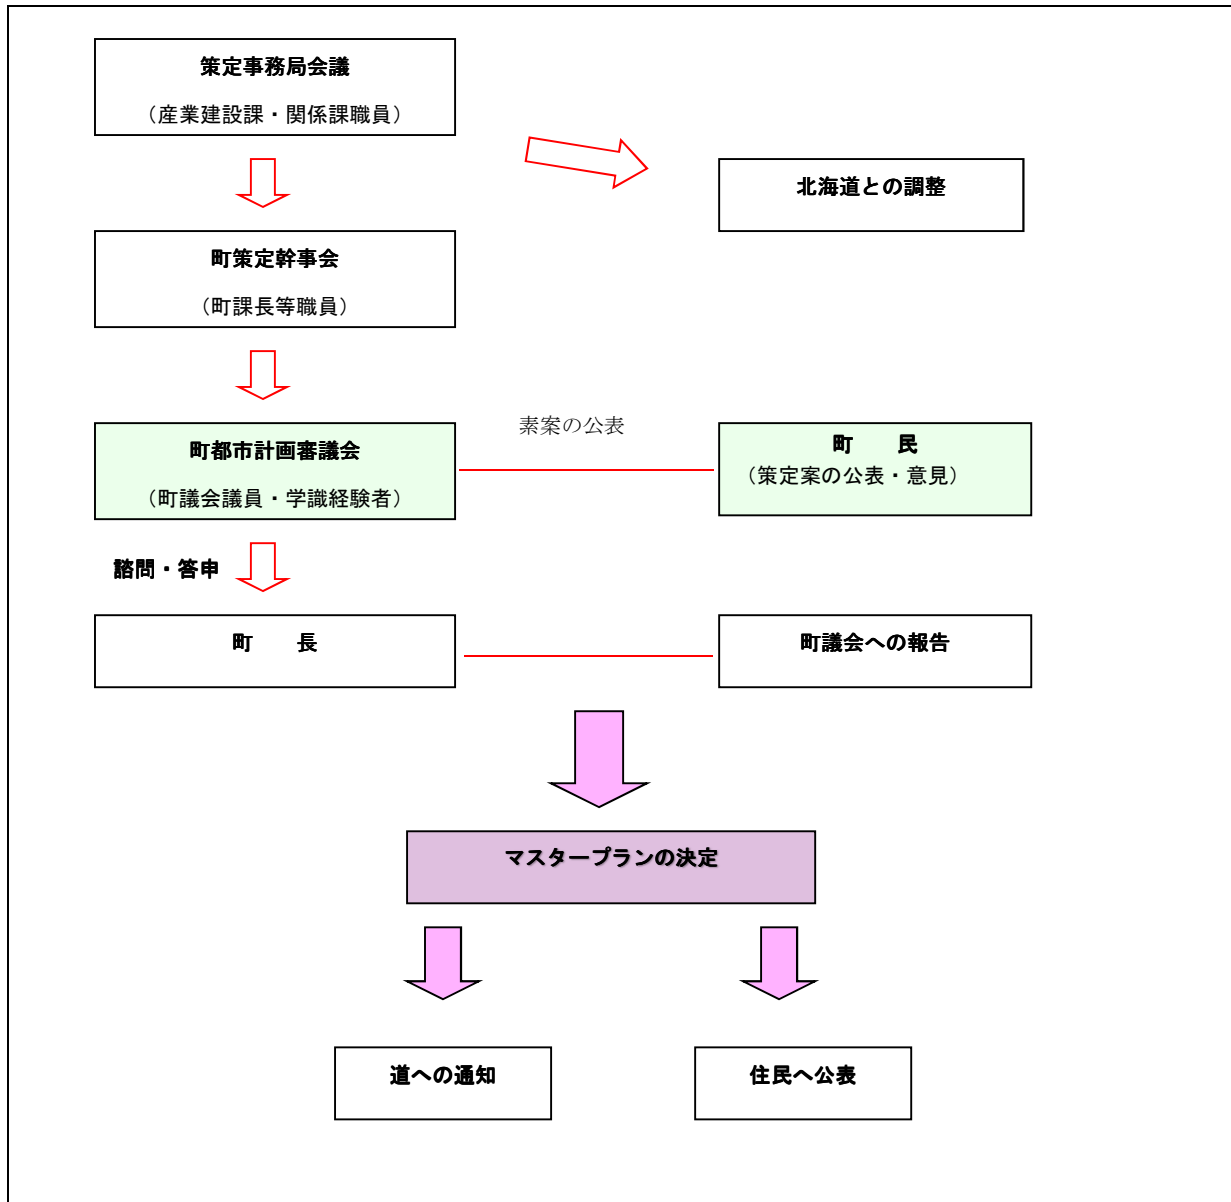 策定事務局会議
（産業建設課・関係課職員）
北海道との調整
町策定幹事会
（町課長等職員）
素案の公表
町都市計画審議会
（町議会議員・学識経験者）
町　　民
（策定案の公表・意見）
諮問・答申
町　　長
町議会への報告
マスタープランの決定
道への通知
住民へ公表